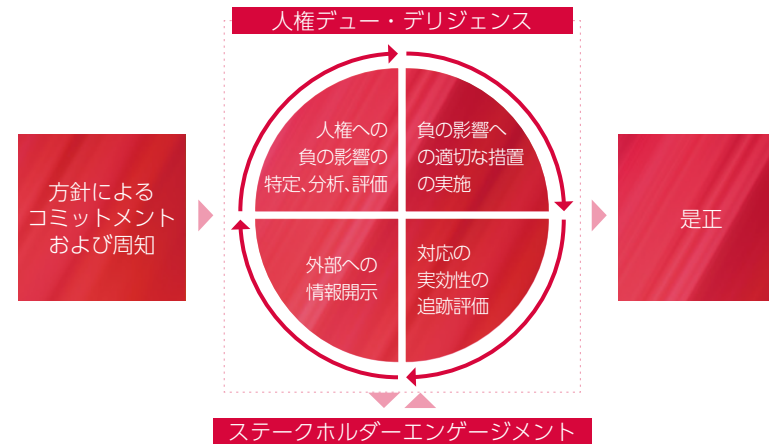 人権デュー・デリジェンス
方針による
コミットメント
および周知
人権への
負の影響の
特定、分析、評価
負の影響へ
の適切な措置
の実施
外部への
情報開示
対応の
実効性の
追跡評価
是正
ステークホルダーエンゲージメント